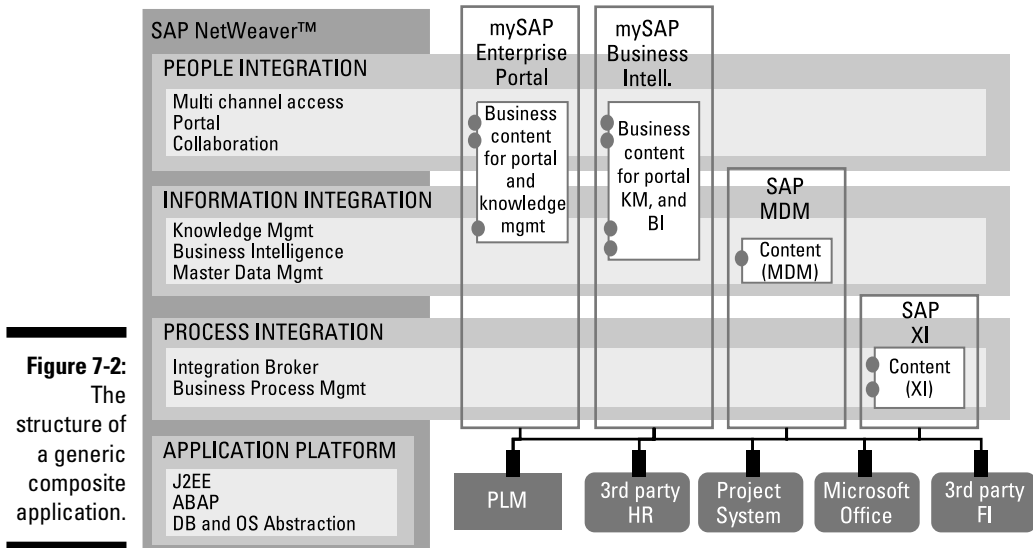 SAP NetWeaver™
PEOPLE INTEGRATION
Multi channel access
Portal
Collaboration
INFORMATION INTEGRATION
Knowledge Mgmt
Business Intelligence
Master Data Mgmt
PROCESS INTEGRATION
Integration Broker
Business Process Mgmt
APPLICATION PLATFORM
J2EE
ABAP
DB and OS Abstraction
mySAP
Enterprise
Portal
Business
content
for portal
and
knowledge
mgmt
mySAP
Business
Intell.
Business
content
for portal
KM, and
BI
SAP
MDM
Content
(MDM)
SAP
XI
Content
(XI)
PLM
3rd party
HR
Project
System
Microsoft
Office
3rd party
FI
Figure 7-2:
The
structure of
a generic
composite
application.